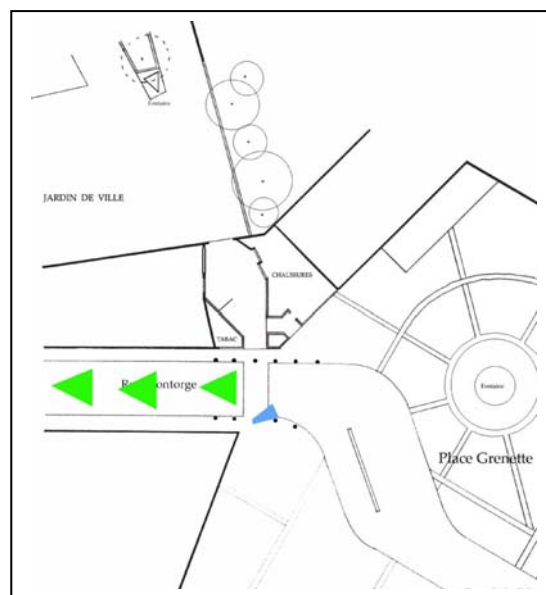 Fontaine
JARDIN DE VILLE
CHAUSSURES
TABAC
Fontaine
Place Grenette